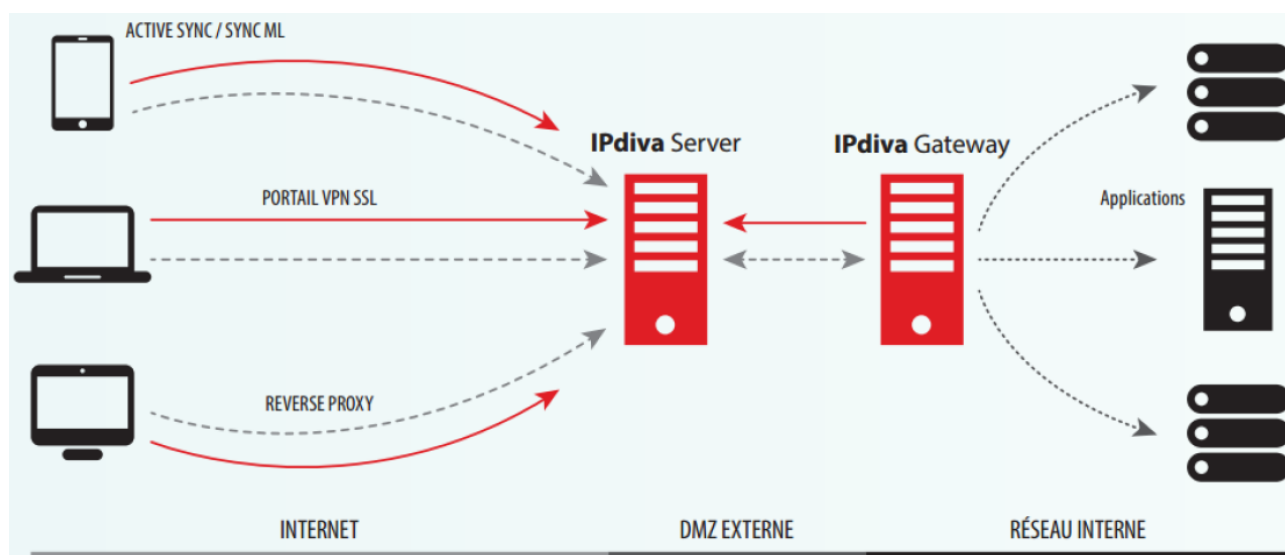 ACTIVE SYNC / SYNC ML
IPdiva Server
IPdiva Gateway
PORTAIL VPN SSL
Applications
REVERSE PROXY
INTERNET
DMZ EXTERNE
RÉSEAU INTERNE